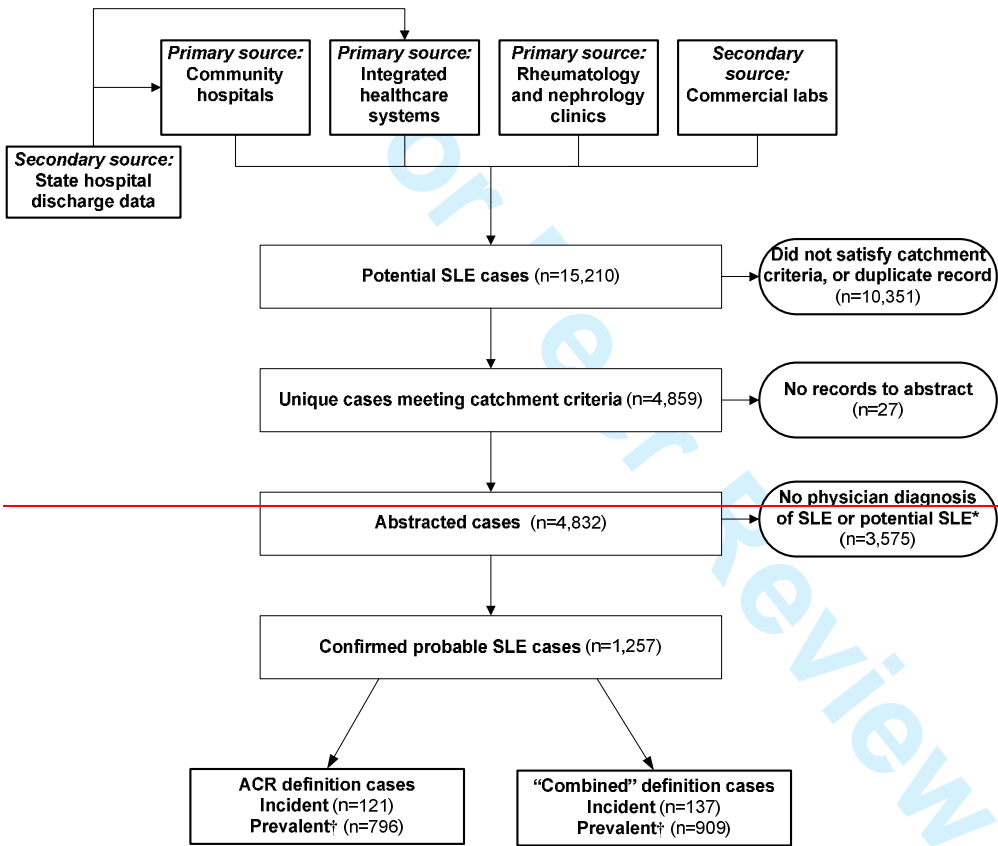 Primary source:
Community
hospitals
Primary source:
Integrated
healthcare
systems
Primary source:
Rheumatology
and nephrology
clinics
Secondary
source:
Commercial labs
Secondary source:
State hospital
discharge data
Potential SLE cases (n=15,210)
Did not satisfy catchment
criteria, or duplicate record
(n=10,351)
Unique cases meeting catchment criteria (n=4,859)
No records to abstract
(n=27)
Abstracted cases (n=4,832)
No physician diagnosis
of SLE or potential SLE*
(n=3,575)
Confirmed probable SLE cases (n=1,257)
ACR definition cases
Incident (n=121)
Prevalent† (n=796)
“Combined” definition cases
Incident (n=137)
Prevalent† (n=909)
or Peer Review